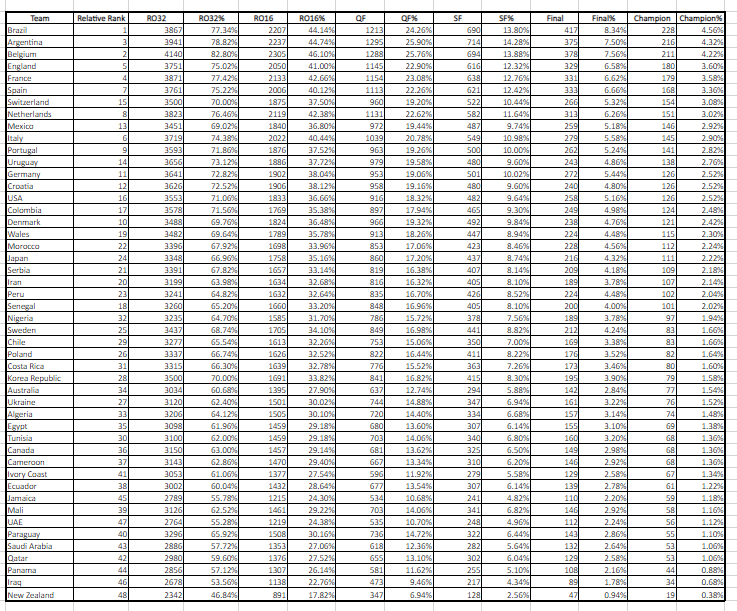 Team Relative Rank RO32 RO32% RO16 RO16% QF QF% SF SF% Final Final% Champion Champion%
Brazil 1 3867 77.34% 2207 44.14% 1213 24.26% 690 13.80% 417 8.34% 228 4.56%
Argentina 3 3941 78.82% 2237 44.74% 1295 25.90% 714 14.28% 375 7.50% 216 4.32%
Belgium 2 4140 82.80% 2305 46.10% 1288 25.76% 694 13.88% 378 7.56% 211 4.22%
England 5 3751 75.02% 2050 41.00% 1145 22.90% 616 12.32% 329 6.58% 180 3.60%
France 4 3871 77.42% 2133 42.66% 1154 23.08% 638 12.76% 331 6.62% 179 3.58%
Spain 7 3761 75.22% 2006 40.12% 1113 22.26% 621 12.42% 333 6.66% 168 3.36%
Switzerland 15 3500 70.00% 1875 37.50% 960 19.20% 522 10.44% 266 5.32% 154 3.08%
Netherlands 8 3823 76.46% 2119 42.38% 1131 22.62% 582 11.64% 313 6.26% 151 3.02%
Mexico 13 3451 69.02% 1840 36.80% 972 19.44% 487 9.74% 259 5.18% 146 2.92%
Italy 6 3719 74.38% 2022 40.44% 1039 20.78% 549 10.98% 279 5.58% 145 2.90%
Portugal 9 3593 71.86% 1876 37.52% 963 19.26% 500 10.00% 262 5.24% 141 2.82%
Uruguay 14 3656 73.12% 1886 37.72% 979 19.58% 480 9.60% 243 4.86% 138 2.76%
Germany 11 3641 72.82% 1902 38.04% 953 19.06% 501 10.02% 272 5.44% 126 2.52%
Croatia 12 3626 72.52% 1906 38.12% 958 19.16% 480 9.60% 240 4.80% 126 2.52%
USA 16 3553 71.06% 1833 36.66% 916 18.32% 482 9.64% 258 5.16% 126 2.52%
Colombia 17 3578 71.56% 1769 35.38% 897 17.94% 465 9.30% 249 4.98% 124 2.48%
Denmark 10 3488 69.76% 1824 36.48% 966 19.32% 492 9.84% 238 4.76% 121 2.42%
Wales 19 3482 69.64% 1789 35.78% 913 18.26% 447 8.94% 224 4.48% 115 2.30%
Morocco 22 3396 67.92% 1698 33.96% 853 17.06% 423 8.46% 228 4.56% 112 2.24%
Japan 24 3348 66.96% 1758 35.16% 860 17.20% 437 8.74% 216 4.32% 111 2.22%
Serbia 21 3391 67.82% 1657 33.14% 819 16.38% 407 8.14% 209 4.18% 109 2.18%
Iran 20 3199 63.98% 1634 32.68% 816 16.32% 405 8.10% 189 3.78% 107 2.14%
Peru 23 3241 64.82% 1632 32.64% 835 16.70% 426 8.52% 224 4.48% 102 2.04%
Senegal 18 3260 65.20% 1660 33.20% 848 16.96% 405 8.10% 200 4.00% 101 2.02%
Nigeria 32 3235 64.70% 1585 31.70% 786 15.72% 378 7.56% 189 3.78% 97 1.94%
Sweden 25 3437 68.74% 1705 34.10% 849 16.98% 441 8.82% 212 4.24% 83 1.66%
Chile 29 3277 65.54% 1613 32.26% 753 15.06% 350 7.00% 169 3.38% 83 1.66%
Poland 26 3337 66.74% 1626 32.52% 822 16.44% 411 8.22% 176 3.52% 82 1.64%
Costa Rica 31 3315 66.30% 1639 32.78% 776 15.52% 363 7.26% 173 3.46% 80 1.60%
Korea Republic 28 3500 70.00% 1691 33.82% 841 16.82% 415 8.30% 195 3.90% 79 1.58%
Australia 34 3034 60.68% 1395 27.90% 637 12.74% 294 5.88% 142 2.84% 77 1.54%
Ukraine 27 3120 62.40% 1501 30.02% 744 14.88% 347 6.94% 161 3.22% 76 1.52%
Algeria 33 3206 64.12% 1505 30.10% 720 14.40% 334 6.68% 157 3.14% 74 1.48%
Egypt 35 3098 61.96% 1459 29.18% 680 13.60% 307 6.14% 155 3.10% 69 1.38%
Tunisia 30 3100 62.00% 1459 29.18% 703 14.06% 340 6.80% 160 3.20% 68 1.36%
Canada 36 3150 63.00% 1457 29.14% 681 13.62% 325 6.50% 149 2.98% 68 1.36%
Cameroon 37 3143 62.86% 1470 29.40% 667 13.34% 310 6.20% 146 2.92% 68 1.36%
Ivory Coast 41 3053 61.06% 1377 27.54% 596 11.92% 279 5.58% 129 2.58% 67 1.34%
Ecuador 38 3002 60.04% 1432 28.64% 677 13.54% 307 6.14% 139 2.78% 61 1.22%
Jamaica 45 2789 55.78% 1215 24.30% 534 10.68% 241 4.82% 110 2.20% 59 1.18%
Mali 39 3126 62.52% 1461 29.22% 703 14.06% 341 6.82% 146 2.92% 58 1.16%
UAE 47 2764 55.28% 1219 24.38% 535 10.70% 248 4.96% 112 2.24% 56 1.12%
Paraguay 40 3296 65.92% 1508 30.16% 736 14.72% 322 6.44% 143 2.86% 55 1.10%
Saudi Arabia 43 2886 57.72% 1353 27.06% 618 12.36% 282 5.64% 132 2.64% 53 1.06%
Qatar 42 2980 59.60% 1376 27.52% 655 13.10% 302 6.04% 129 2.58% 53 1.06%
Panama 44 2856 57.12% 1307 26.14% 581 11.62% 255 5.10% 108 2.16% 44 0.88%
Iraq 46 2678 53.56% 1138 22.76% 473 9.46% 217 4.34% 89 1.78% 34 0.68%
New Zealand 48 2342 46.84% 891 17.82% 347 6.94% 128 2.56% 47 0.94% 19 0.38%